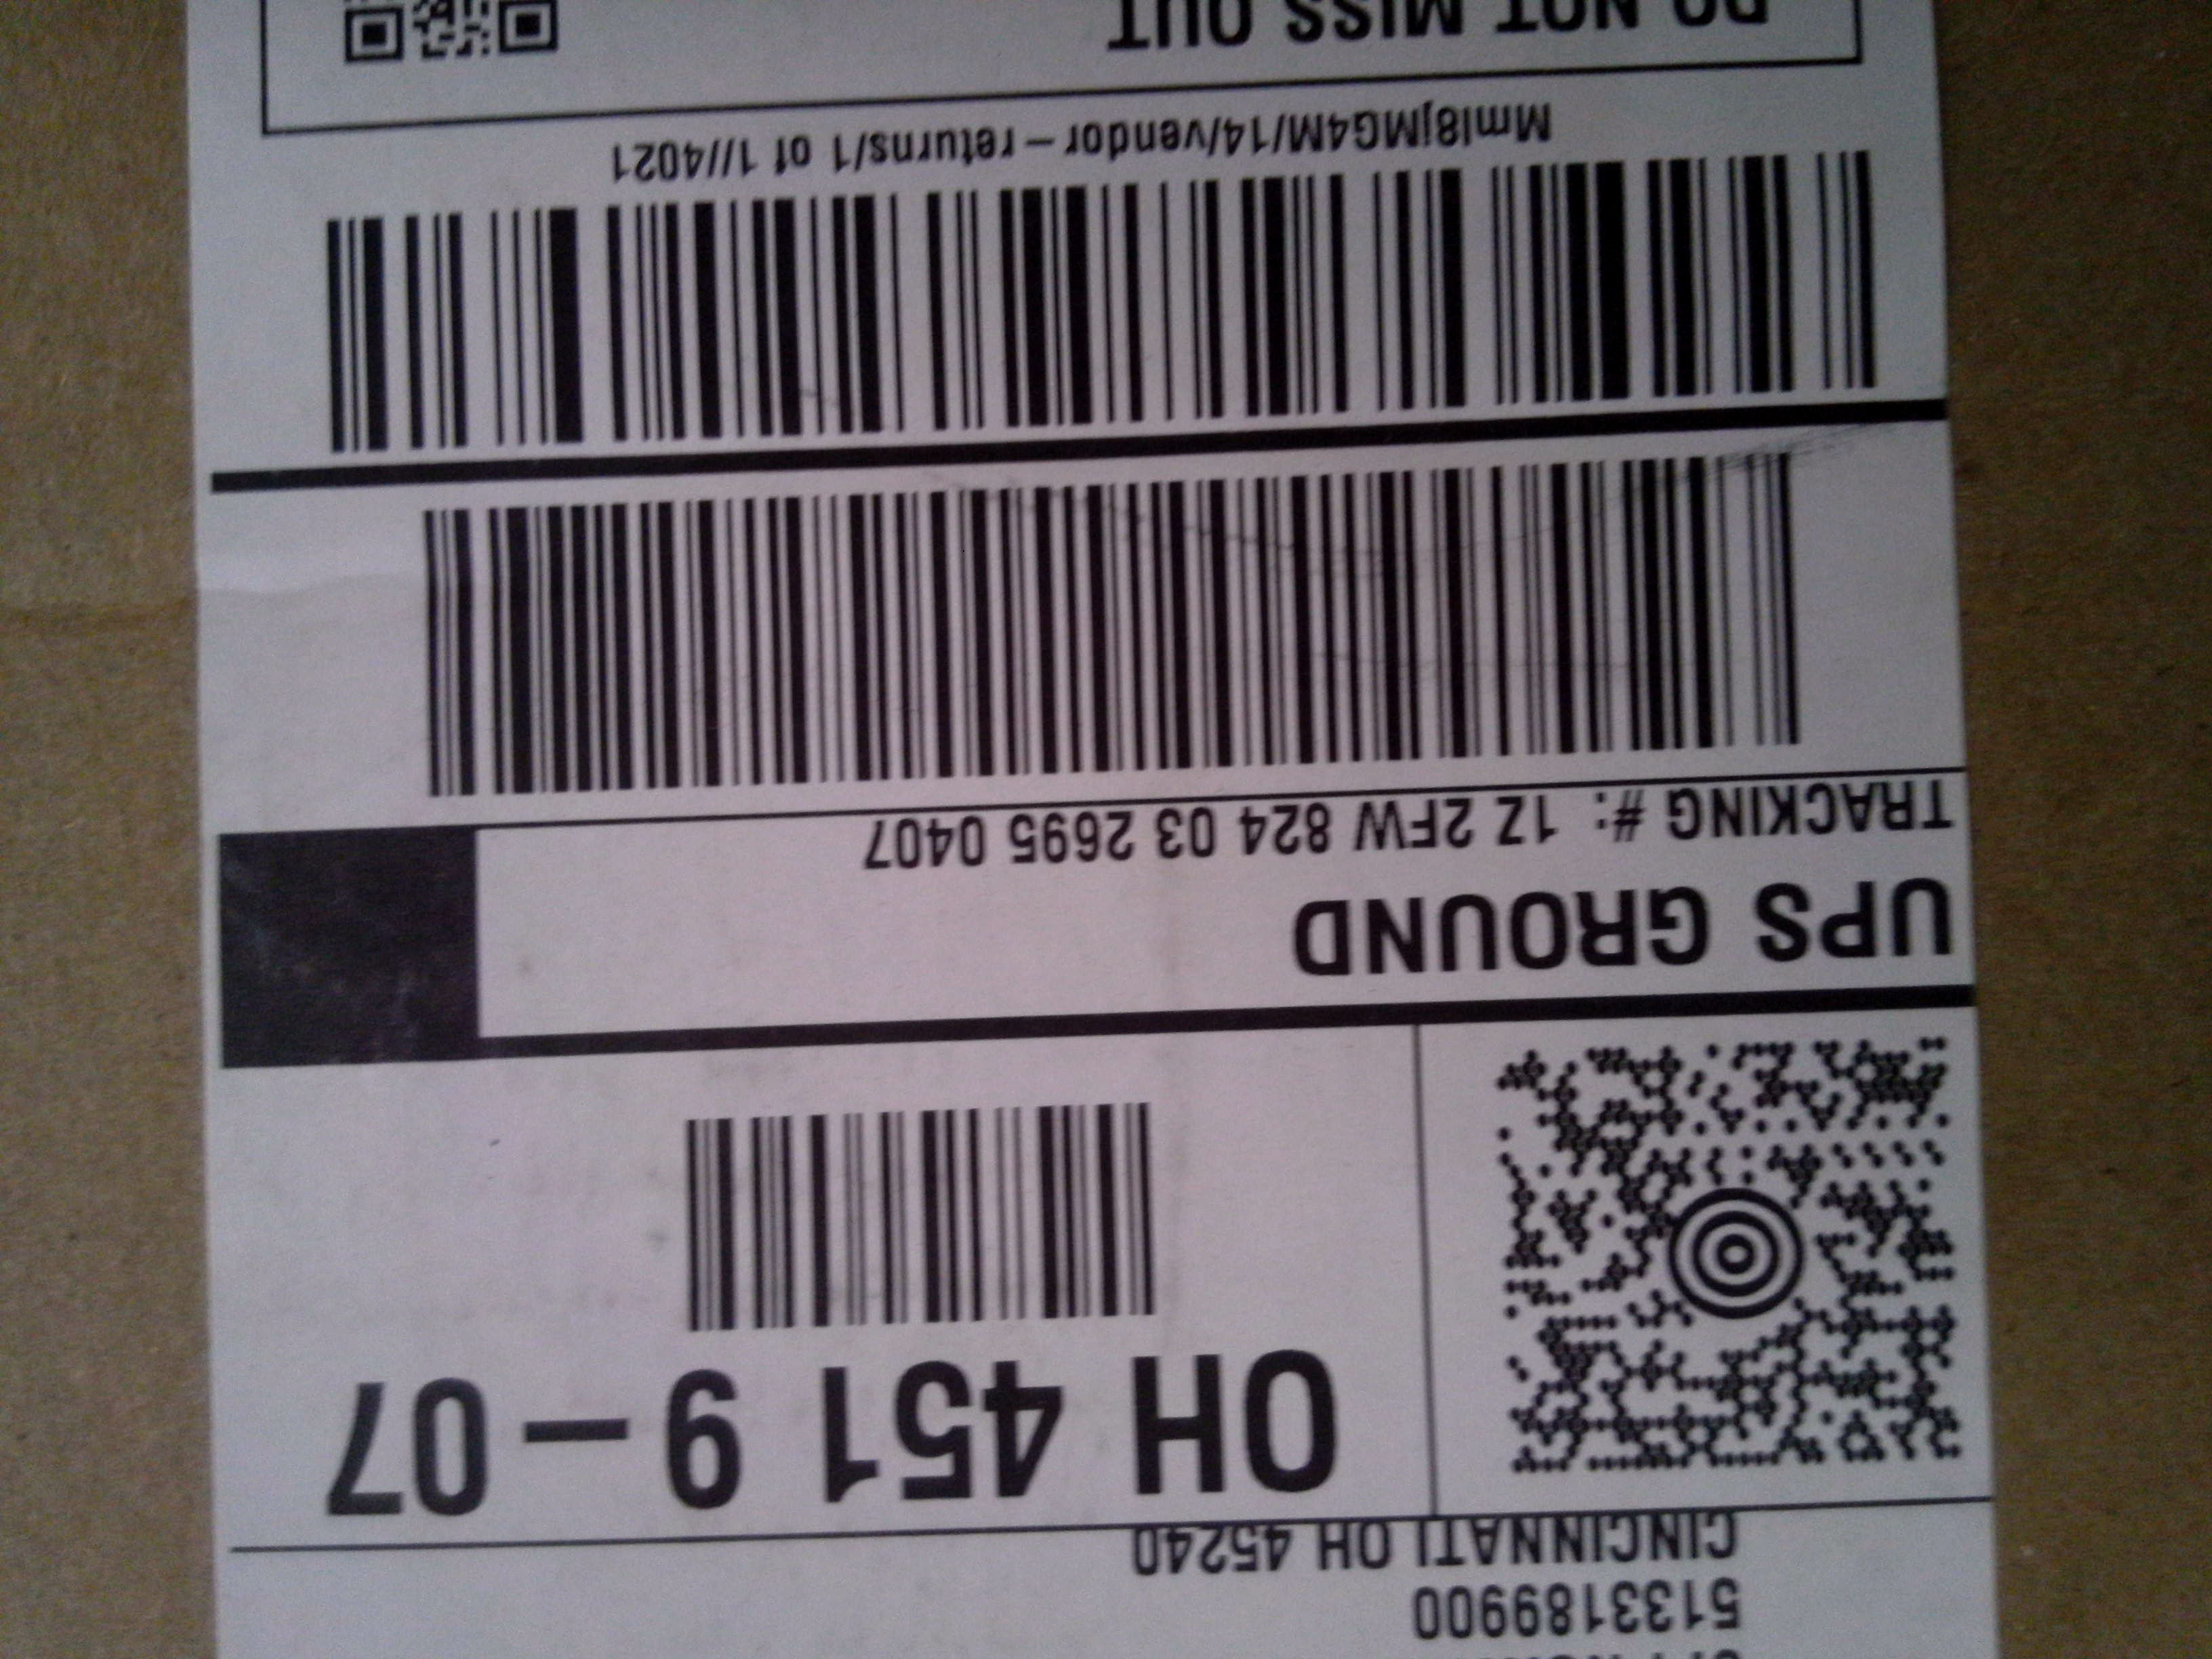 5133189900
CINCINNATI OH 45240
OH 451 9-07
UPS GROUND
TRACKING #: 1Z 2FW 824 03 2695 0407
Mml8jMG4M/14/vendor-returns/1 of 1//4021
DO NOT MISS OUT